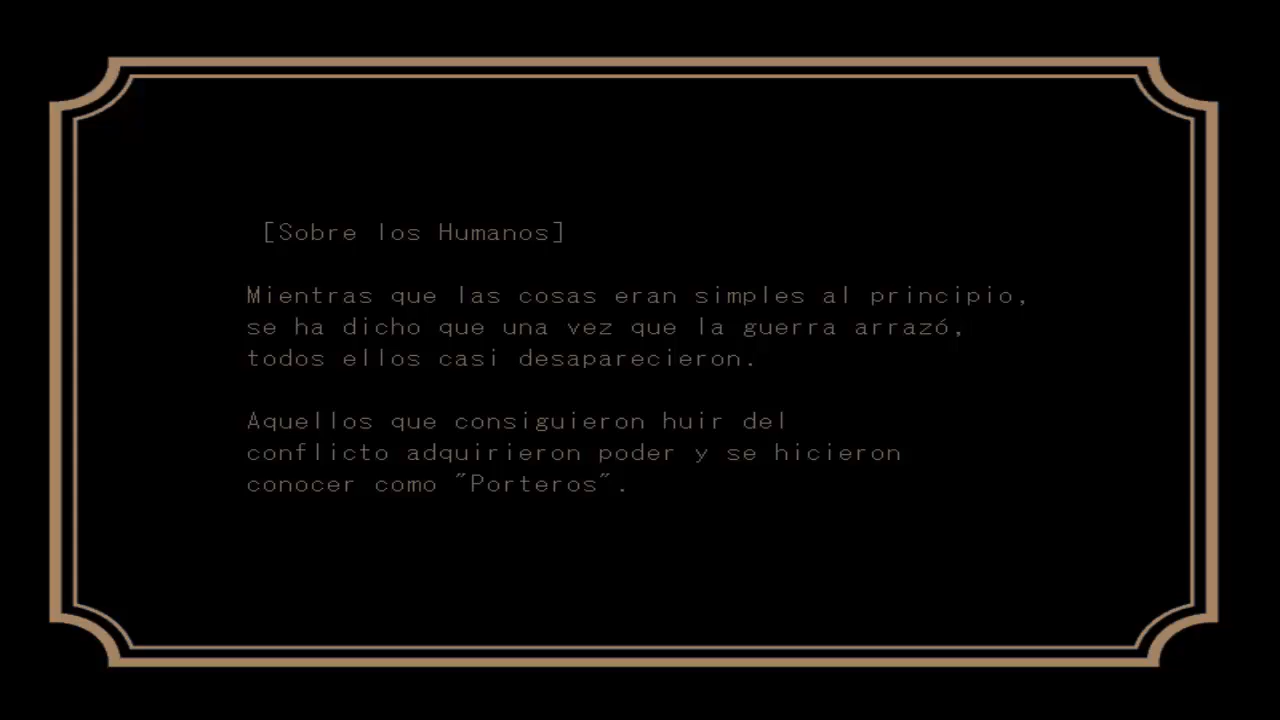 [Sobre los Humanos]
Mientras que las cosas eran simples al principio,
se ha dicho que una vez que la guerra arrazó,
todos ellos casi desaparecieron.
Aquellos que consiguieron huir del
conflicto adquirieron poder y se hicieron
conocer como "Porteros".